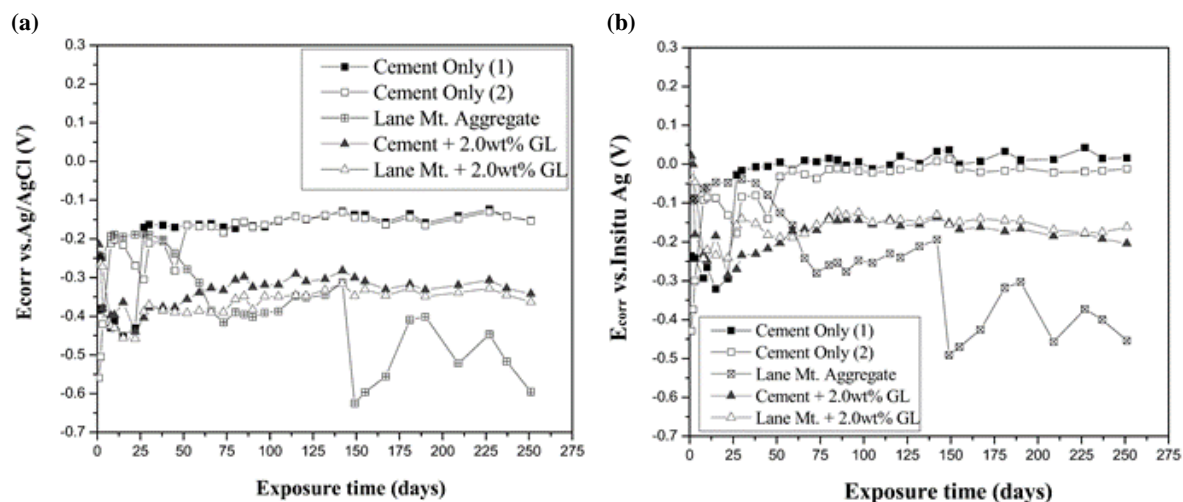 (a)
Ecorr vs.Ag/AgCl (V)
0.3
0.2
0.1
0.0
-0.1
-0.2
-0.3
-0.4
-0.5
-0.6
-0.7
Cement Only (1)
Cement Only (2)
Lane Mt. Aggregate
Cement + 2.0wt% GL
Lane Mt. + 2.0wt% GL
0 25 50 75 100 125 150 175 200 225 250 275
Exposure time (days)
(b)
Ecorr vs.Insitu Ag (V)
0.3
0.2
0.1
0.0
-0.1
-0.2
-0.3
-0.4
-0.5
-0.6
-0.7
Cement Only (1)
Cement Only (2)
Lane Mt. Aggregate
Cement + 2.0wt% GL
Lane Mt. + 2.0wt% GL
0 25 50 75 100 125 150 175 200 225 250 275
Exposure time (days)